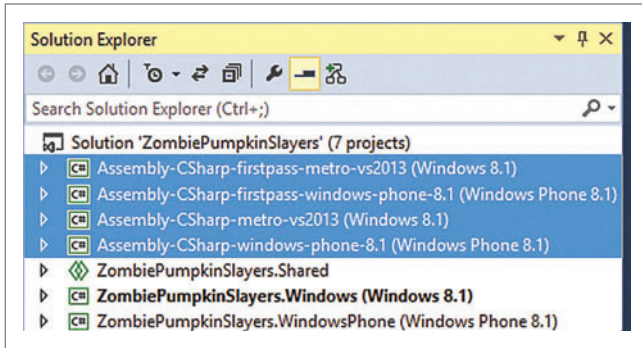 Solution Explorer
Search Solution Explorer (Ctrl+;)
Solution 'ZombiePumpkinSlayers' (7 projects)
C# Assembly-CSharp-firstpass-metro-vs2013 (Windows 8.1)
C# Assembly-CSharp-firstpass-windows-phone-8.1 (Windows Phone 8.1)
C# Assembly-CSharp-metro-vs2013 (Windows 8.1)
C# Assembly-CSharp-windows-phone-8.1 (Windows Phone 8.1)
ZombiePumpkinSlayers.Shared
C# ZombiePumpkinSlayers.Windows (Windows 8.1)
C# ZombiePumpkinSlayers.WindowsPhone (Windows Phone 8.1)